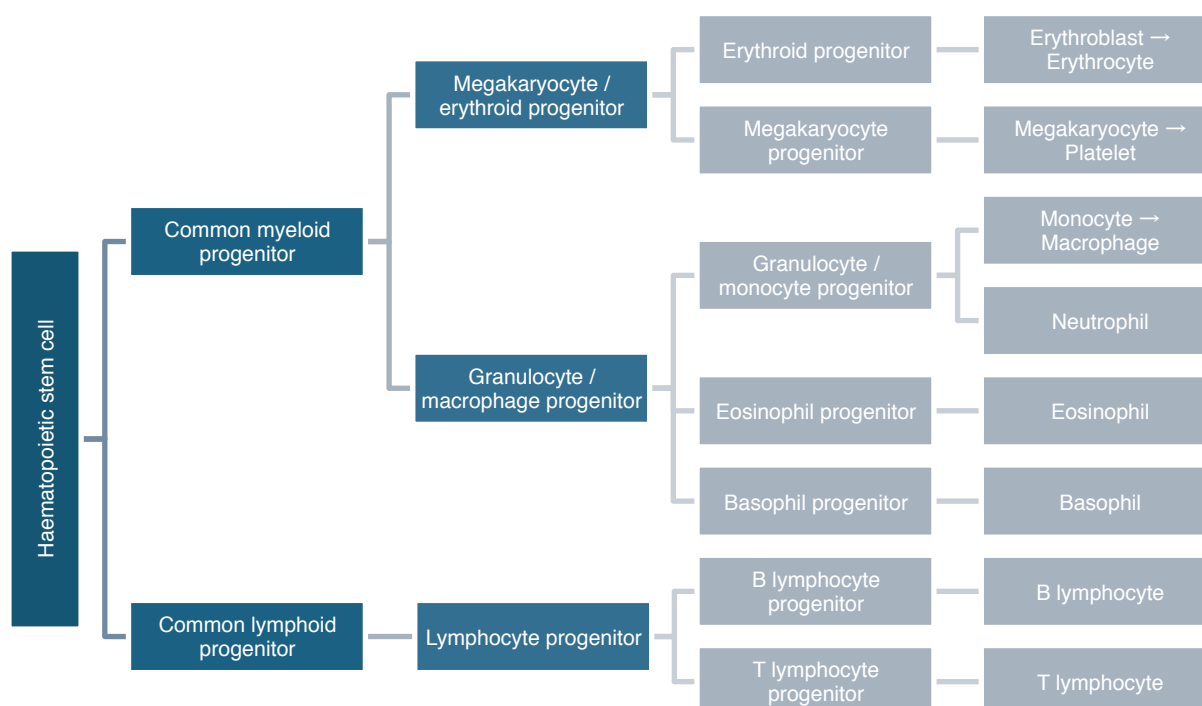 Haematopoietic stem cell
Common myeloid
progenitor
Common lymphoid
progenitor
Megakaryocyte /
erythroid progenitor
Granulocyte /
macrophage progenitor
Lymphocyte progenitor
Erythroid progenitor
Megakaryocyte
progenitor
Granulocyte /
monocyte progenitor
Eosinophil progenitor
Basophil progenitor
B lymphocyte
progenitor
T lymphocyte
progenitor
Erythroblast →
Erythrocyte
Megakaryocyte →
Platelet
Monocyte →
Macrophage
Neutrophil
Eosinophil
Basophil
B lymphocyte
T lymphocyte